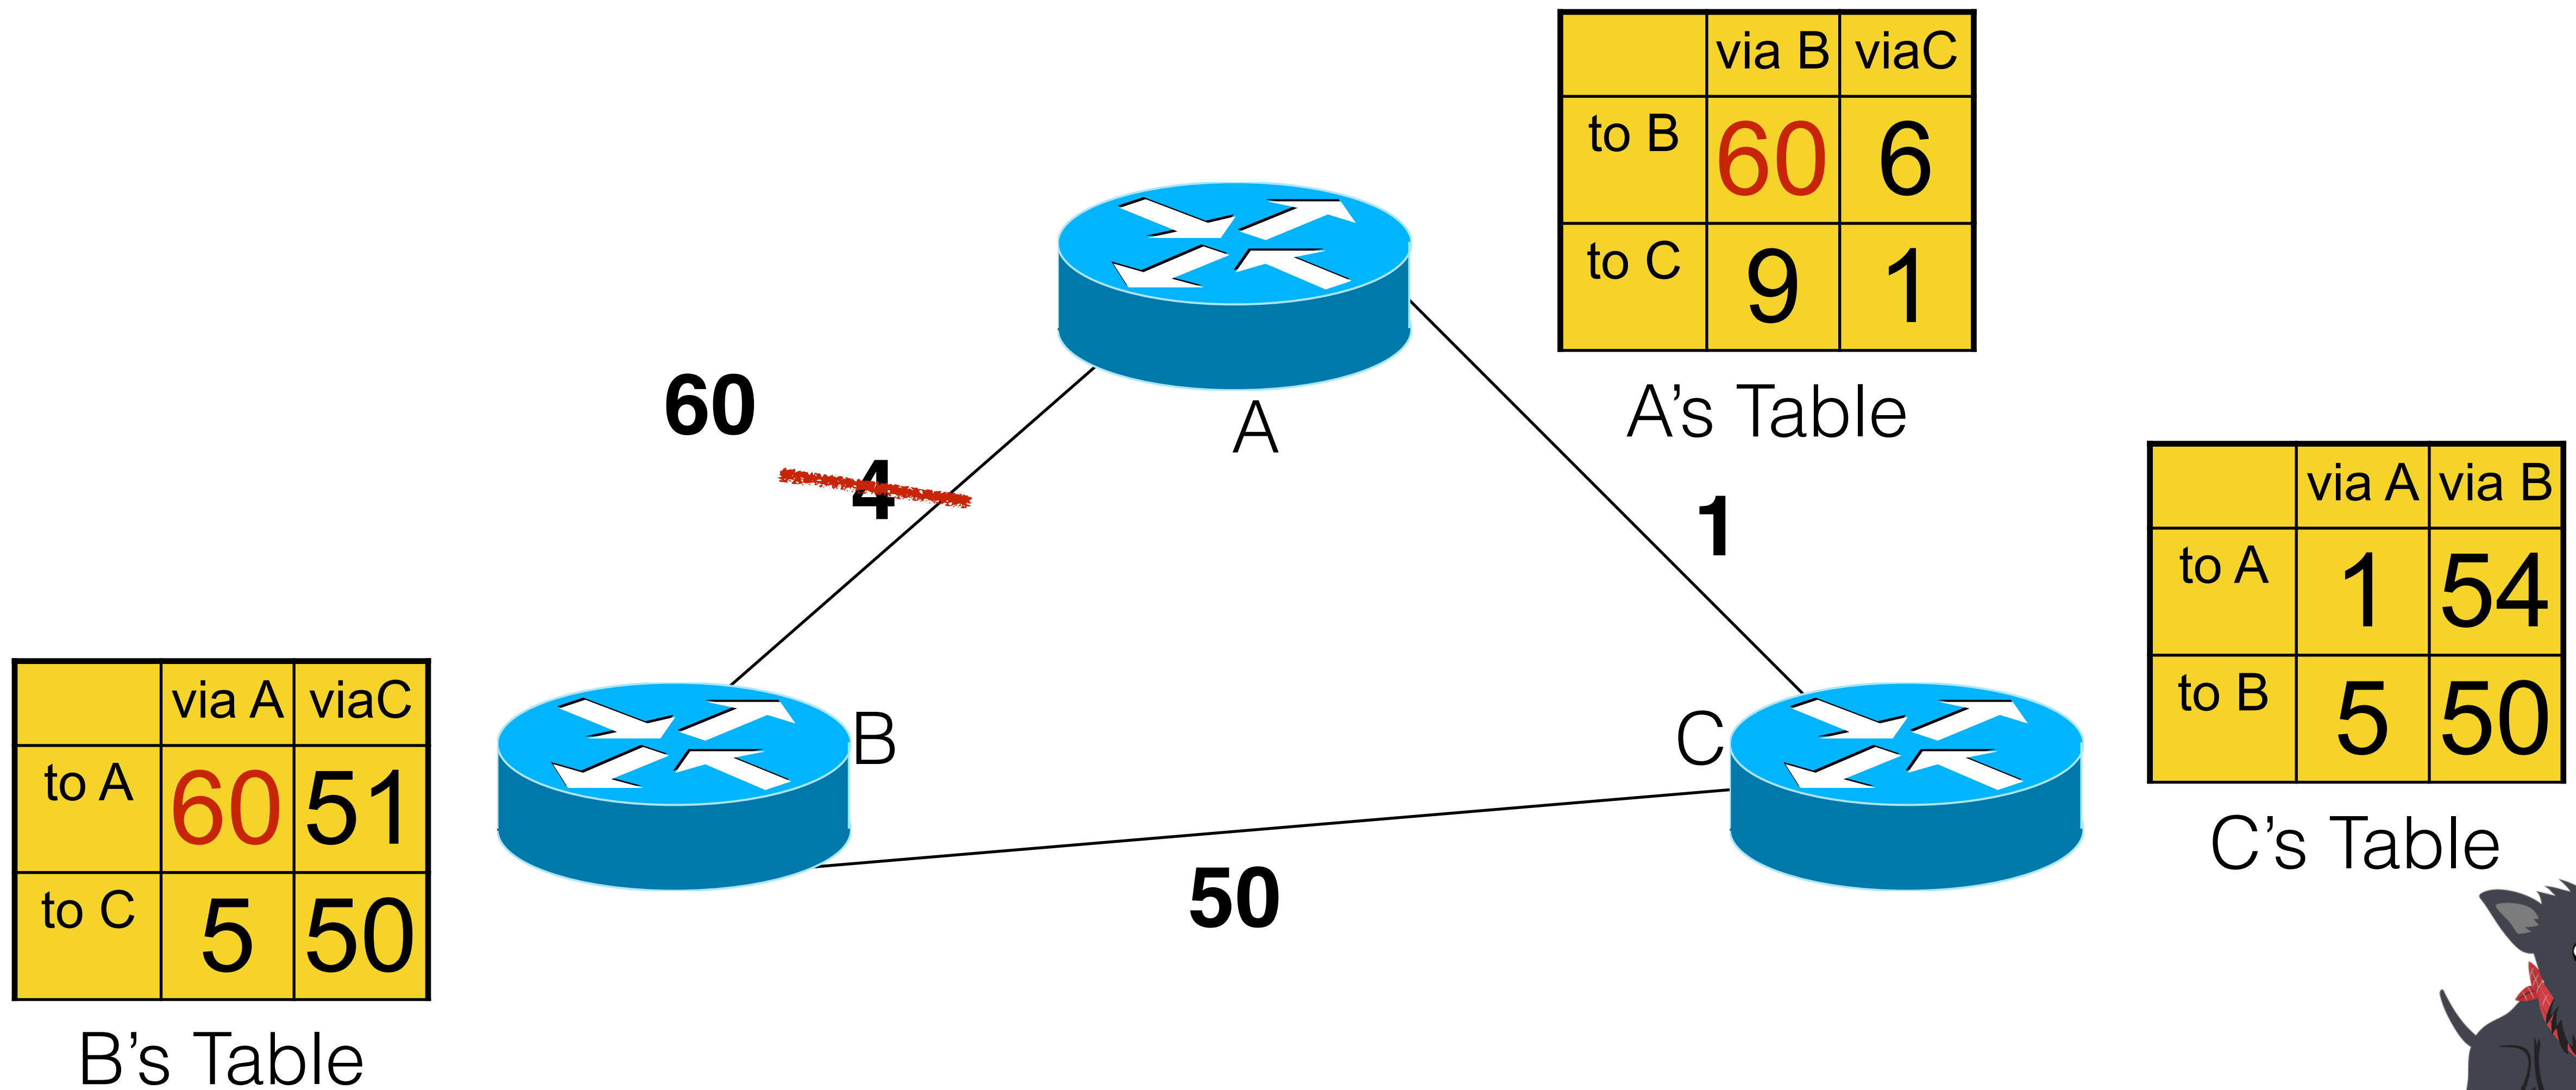 via B viaC
to B 60 6
to C 9 1
A's Table
A
60
4
1
via A via B
to A 1 54
to B 5 50
C's Table
via A viaC
to A 60 51
to C 5 50
B's Table
B
C
50